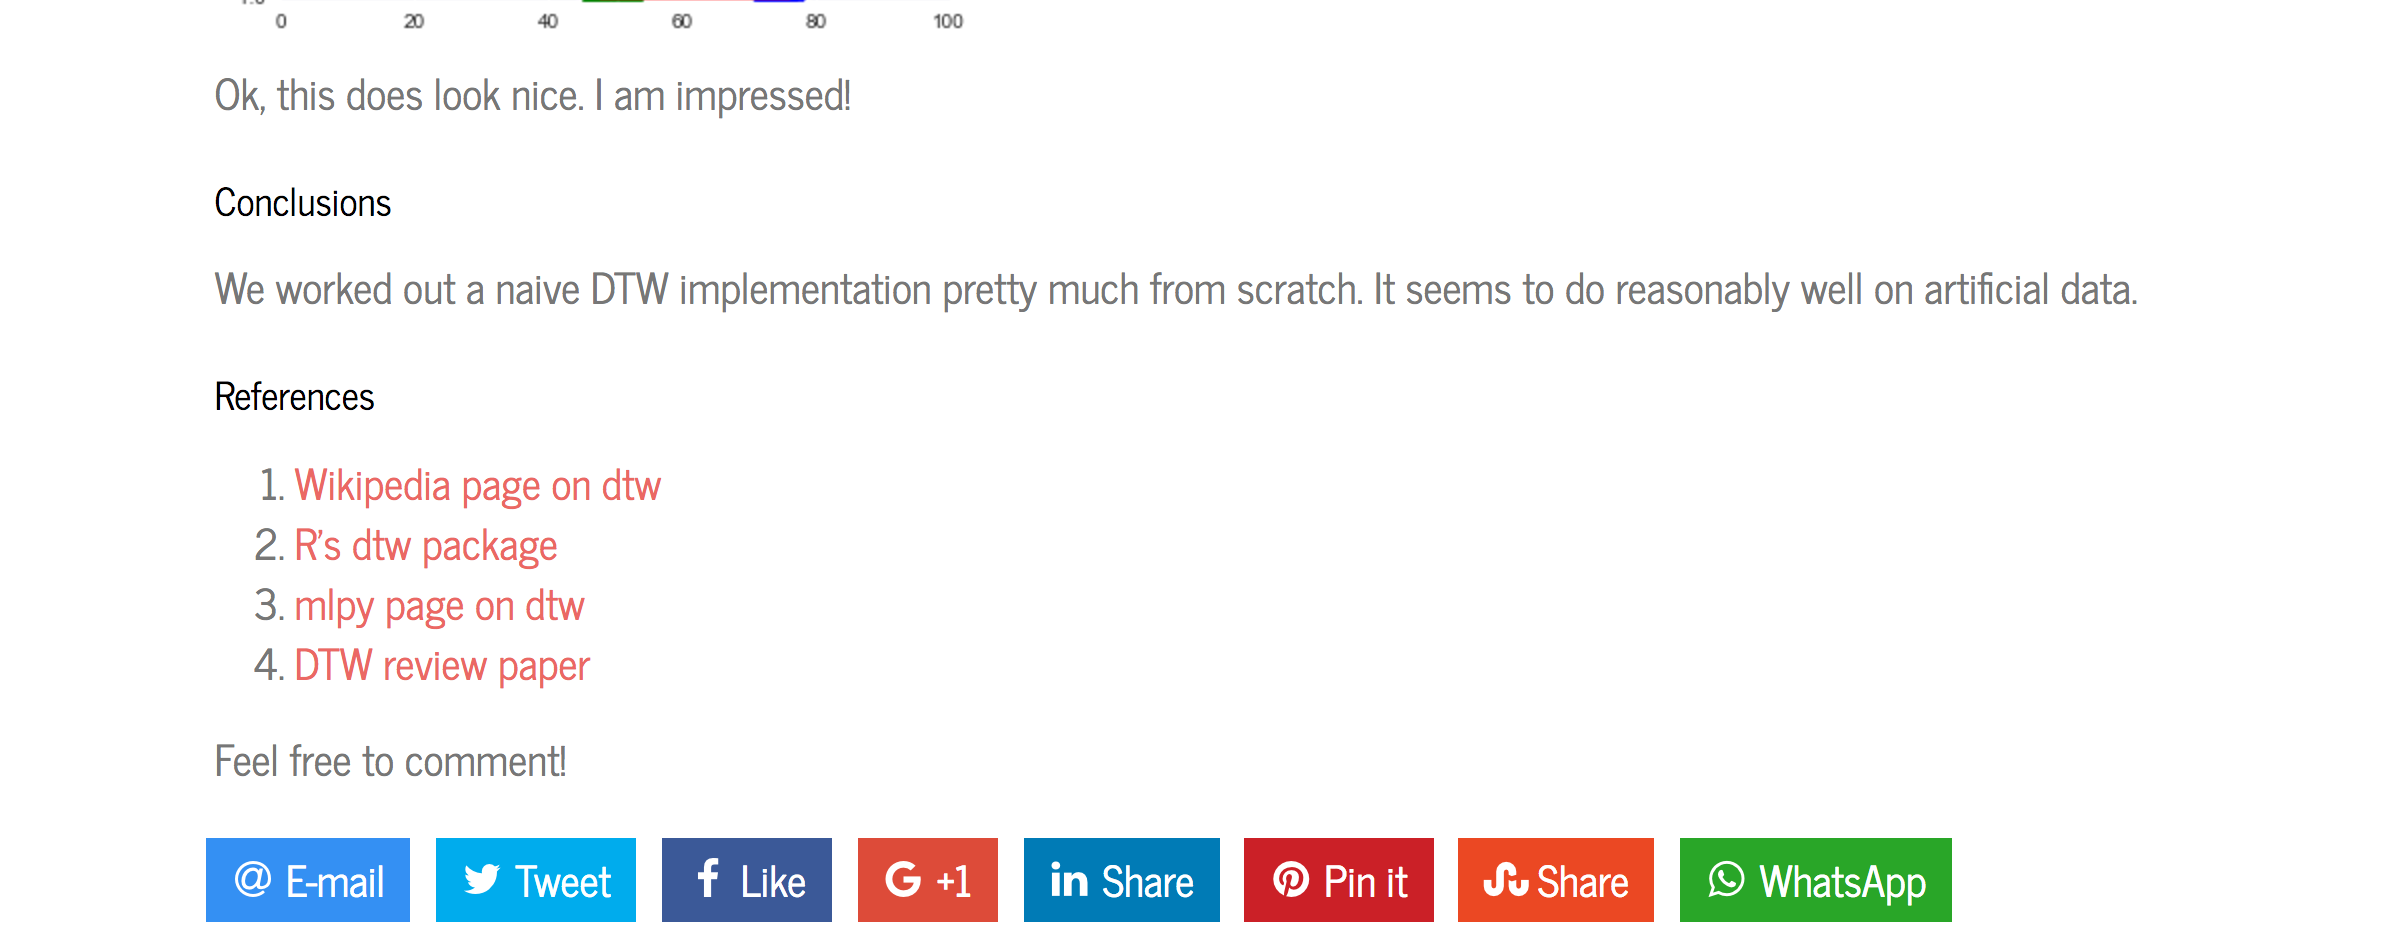 0 20 40 60 80 100
Ok, this does look nice. I am impressed!
Conclusions
We worked out a naive DTW implementation pretty much from scratch. It seems to do reasonably well on artificial data.
References
1. Wikipedia page on dtw
2. R’s dtw package
3. mlpy page on dtw
4. DTW review paper
Feel free to comment!
@ E-mail Tweet f Like G +1 in Share Pin it Share WhatsApp